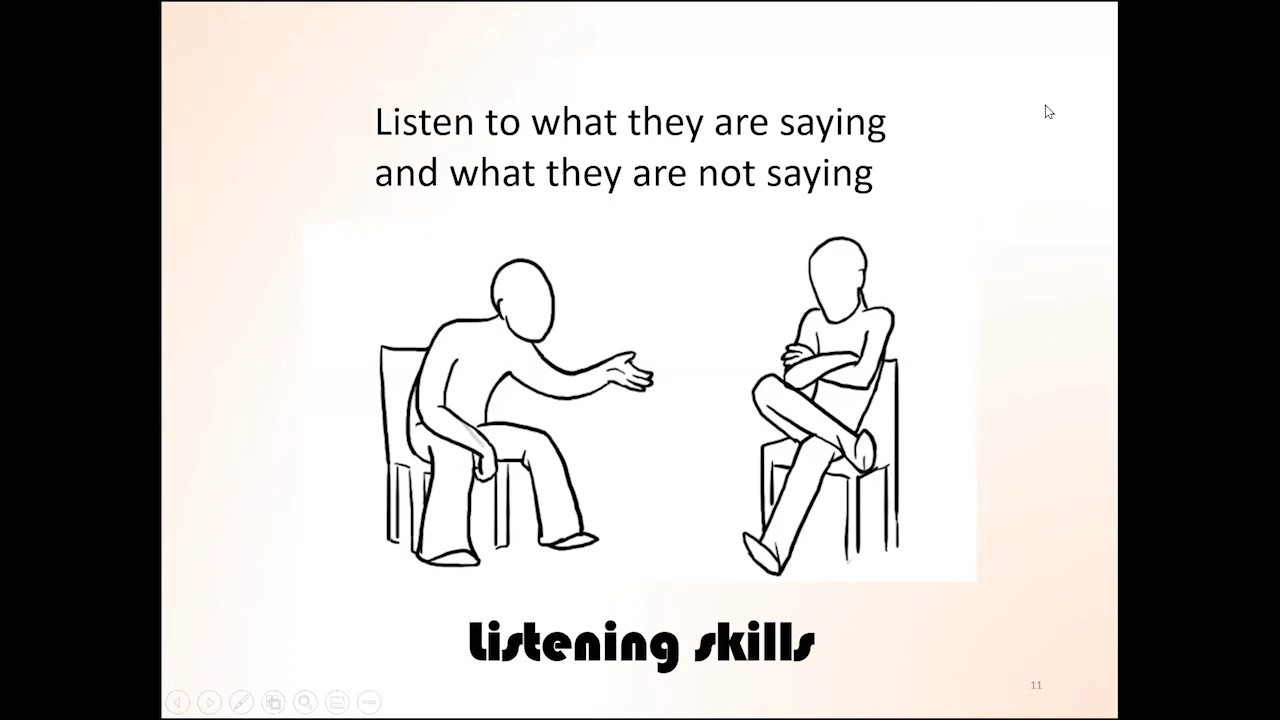 Listen to what they are saying
and what they are not saying
Listening skills
11